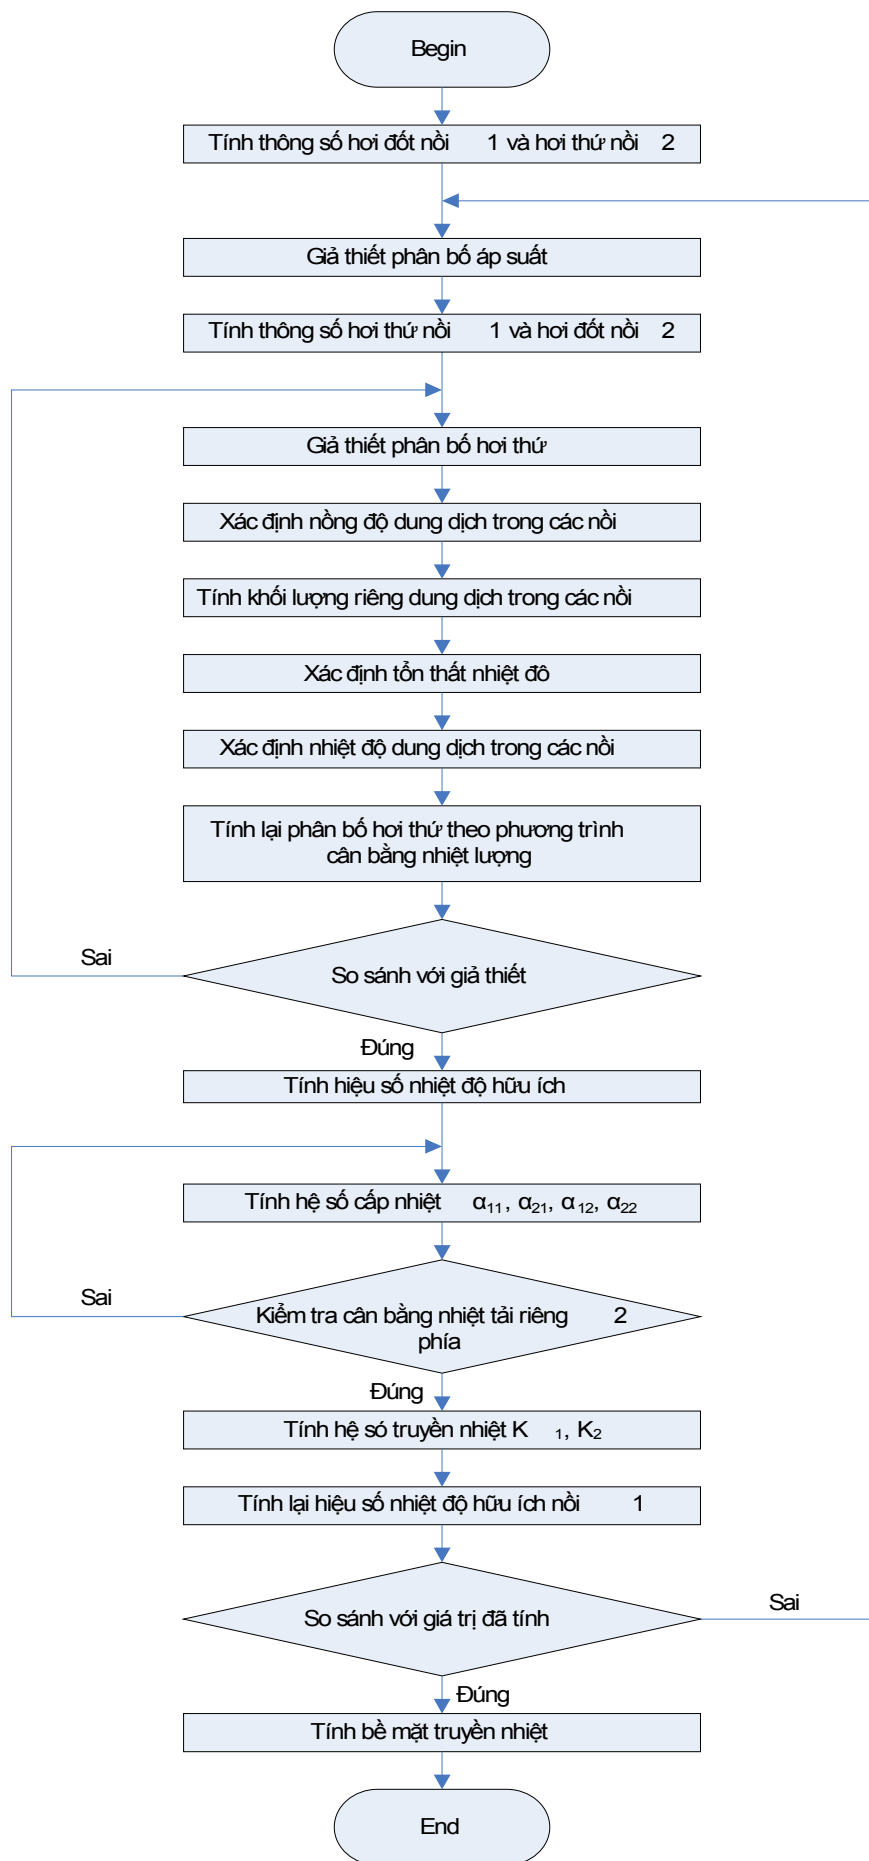 Begin
Tính thông số hơi đốt nồi 1 và hơi thứ nồi 2
Giả thiết phân bố áp suất
Tính thông số hơi thứ nồi 1 và hơi đốt nồi 2
Giả thiết phân bố hơi thứ
Xác định nồng độ dung dịch trong các nồi
Tính khối lượng riêng dung dịch trong các nồi
Xác định tổn thất nhiệt đô
Xác định nhiệt độ dung dịch trong các nồi
Tính lại phân bố hơi thứ theo phương trình
cân bằng nhiệt lượng
Sai
So sánh với giả thiết
Đúng
Tính hiệu số nhiệt độ hữu ích
Tính hệ số cấp nhiệt α₁₁, α₂₁, α₁₂, α₂₂
Sai
Kiểm tra cân bằng nhiệt tải riêng 2
phía
Đúng
Tính hệ só truyền nhiệt K ₁, K₂
Tính lại hiệu số nhiệt độ hữu ích nồi 1
Sai
So sánh với giá trị đã tính
Đúng
Tính bề mặt truyền nhiệt
End